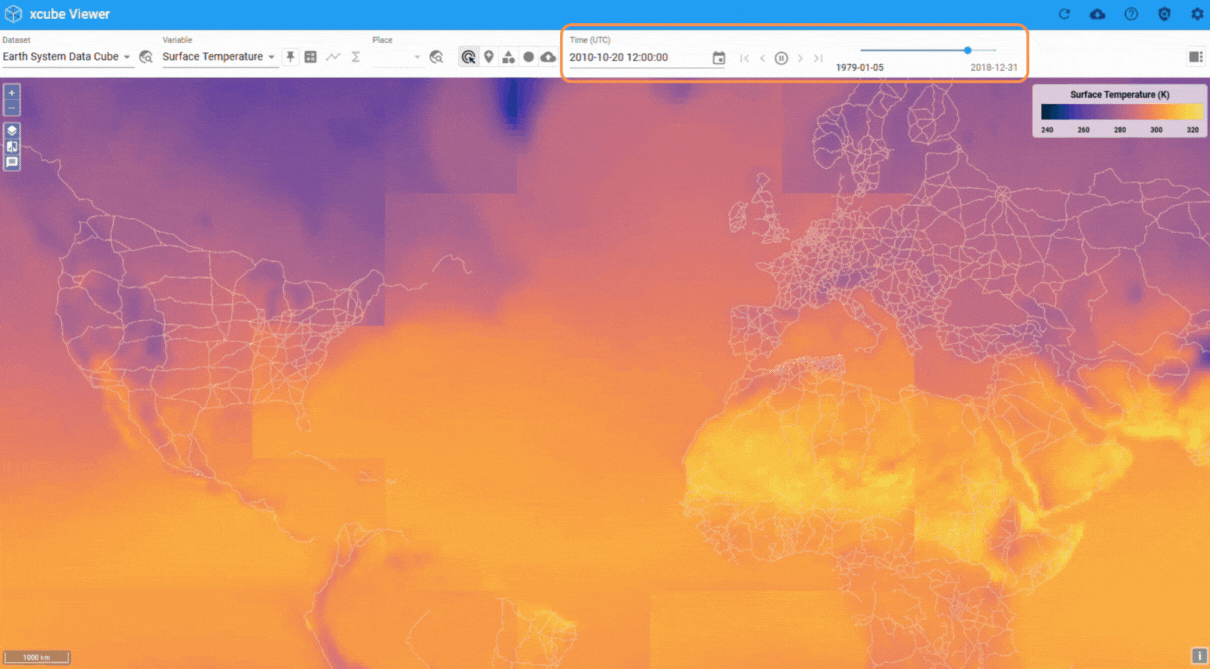 xcube Viewer
Dataset
Earth System Data Cube
Variable
Surface Temperature
Place
Time (UTC)
2010-10-20 12:00:00
1979-01-05
2018-12-31
+
−
Surface Temperature (K)
240 260 280 300 320
1000 km
i